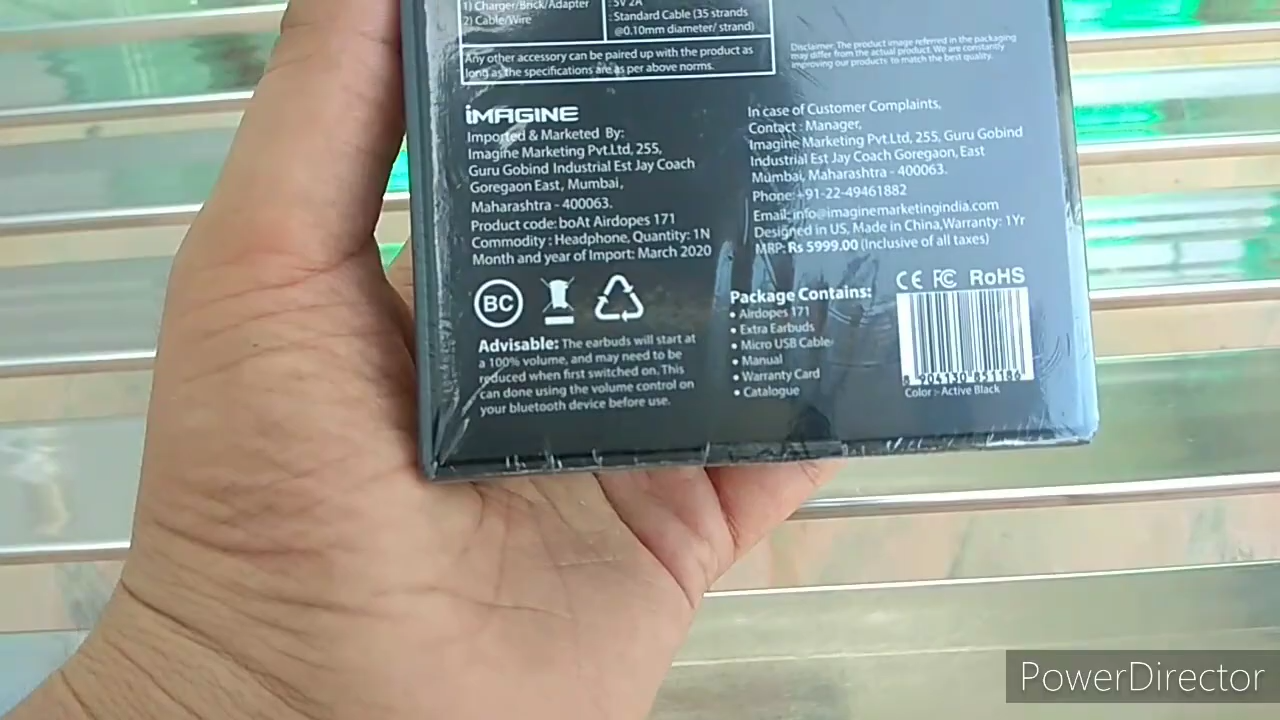 1) Charger/Brick/Adapter
2) Cable/Wire
: 5V 2A
: Standard Cable (35 strands
@0.10mm diameter/ strand)
Any other accessory can be paired up with the product as
long as the specifications are as per above norms.
Disclaimer: The product image referred in the packaging
may differ from the actual product. We are constantly
improving our products to match the best quality.
iMAGINE
Imported & Marketed By:
Imagine Marketing Pvt.Ltd, 255,
Guru Gobind Industrial Est Jay Coach
Goregaon East, Mumbai,
Maharashtra - 400063.
Product code: boAt Airdopes 171
Commodity : Headphone, Quantity: 1N
Month and year of Import: March 2020
In case of Customer Complaints,
Contact : Manager,
Imagine Marketing Pvt.Ltd, 255, Guru Gobind
Industrial Est Jay Coach Goregaon, East
Mumbai, Maharashtra - 400063.
Phone: +91-22-49461882
Email: info@imaginemarketingindia.com
Designed in US, Made in China,Warranty: 1Yr
MRP: Rs 5999.00 (Inclusive of all taxes)
BC
Advisable: The earbuds will start at
a 100% volume, and may need to be
reduced when first switched on. This
can done using the volume control on
your bluetooth device before use.
Package Contains:
• Airdopes 171
• Extra Earbuds
• Micro USB Cable
• Manual
• Warranty Card
• Catalogue
CE FC RoHS
8 904130 851186
Color :- Active Black
PowerDirector